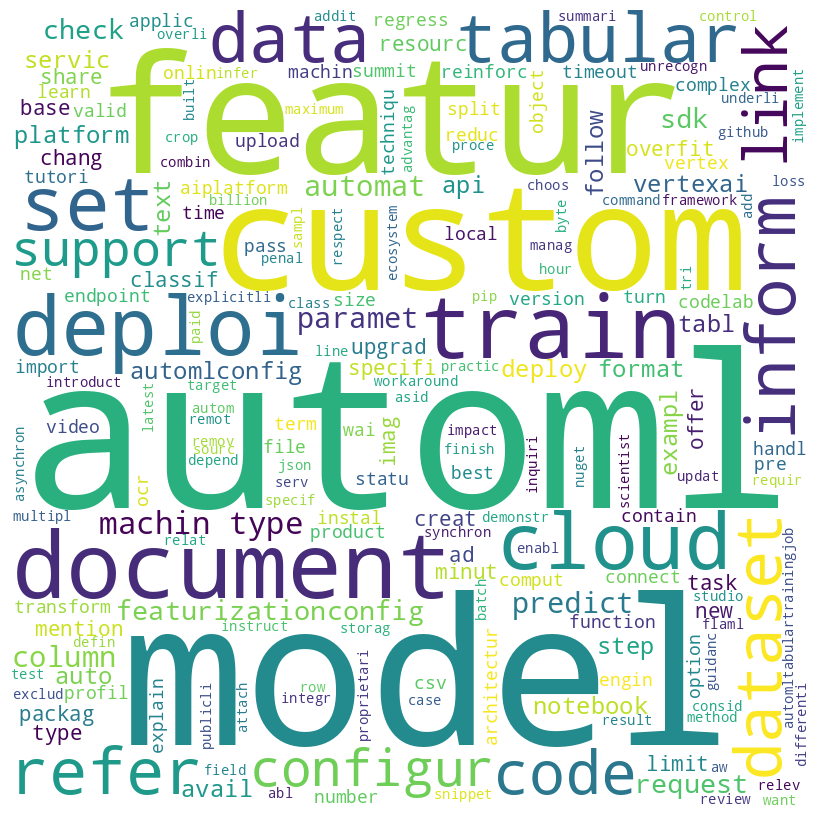 check
applic
overli
data
addit
regress
resourc
summari
tabular
control
servic
share
learn
onlin
infer
machin
summit
reinforc
timeout
unrecogn
complex
link
implement
base
valid
built
featur
techniqu
advantag
split
reduc
object
underli
github
platform
crop
upload
maximum
proce
sdk
overfit
vertex
chang
tutori
combin
aiplatform
billion
automat
api
follow
choos
vertexai
loss
set
text
time
custom
command
framework
add
sampl
respect
ecosystem
local
byte
manag
support
pass
penal
hour
tri
inform
automltabulartrainingjob
net
classif
endpoint
explicitli
class
size
pip
version
turn
codelab
deploi
paid
paramet
train
tabl
line
upgrad
import
automlconfig
specifi
practic
deploy
format
introduct
target
workaround
asid
latest
autom
remot
term
automl
exampl
offer
video
remov
sourc
file
wai
imag
impact
finish
inquiri
nuget
scientist
handl
pre
asynchron
depend
json
serv
statu
best
updat
requir
ocr
specif
multipl
machin type
instal
creat
demonstr
contain
relat
product
synchron
document
ad
cloud
enabl
dataset
minut
comput
connect
task
studio
transform
featurizationconfig
batch
predict
new
flaml
mention
instruct
storag
model
function
defin
column
step
option
guidanc
test
auto
explain
publicli
attach
row
integr
proprietari
csv
case
architectur
engin
consid
differenti
exclud
profil
packag
notebook
method
type
result
refer
field
configur
code
limit
aw
request
relev
avail
abl
number
snippet
review
want